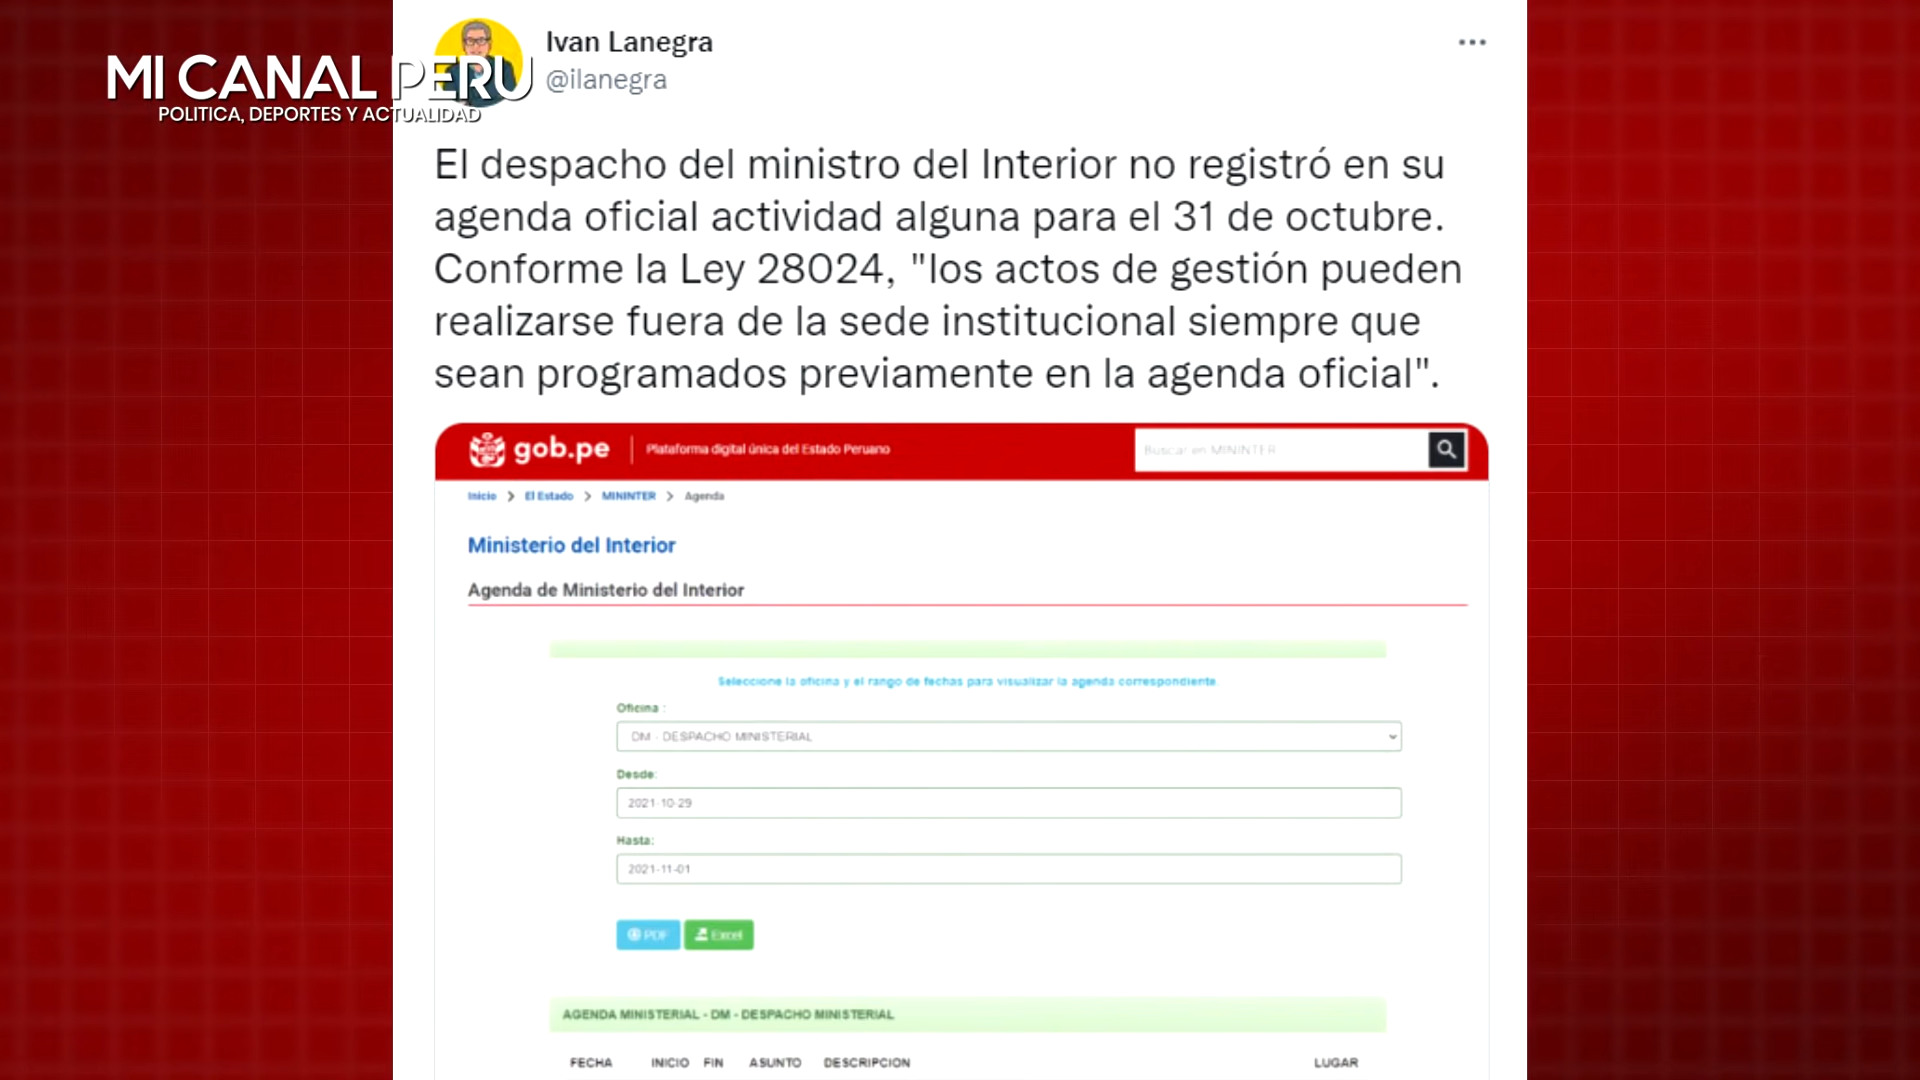 MI CANAL PERU
POLITICA, DEPORTES Y ACTUALIDAD
Ivan Lanegra
@ilanegra
El despacho del ministro del Interior no registró en su
agenda oficial actividad alguna para el 31 de octubre.
Conforme la Ley 28024, "los actos de gestión pueden
realizarse fuera de la sede institucional siempre que
sean programados previamente en la agenda oficial".
gob.pe Plataforma digital única del Estado Peruano Buscar en MININTER
Inicio > El Estado > MININTER > Agenda
Ministerio del Interior
Agenda de Ministerio del Interior
Seleccione la oficina y el rango de fechas para visualizar la agenda correspondiente
Oficina :
DM - DESPACHO MINISTERIAL
Desde:
2021-10-29
Hasta:
2021-11-01
PDF Excel
AGENDA MINISTERIAL - DM - DESPACHO MINISTERIAL
FECHA INICIO FIN ASUNTO DESCRIPCION LUGAR